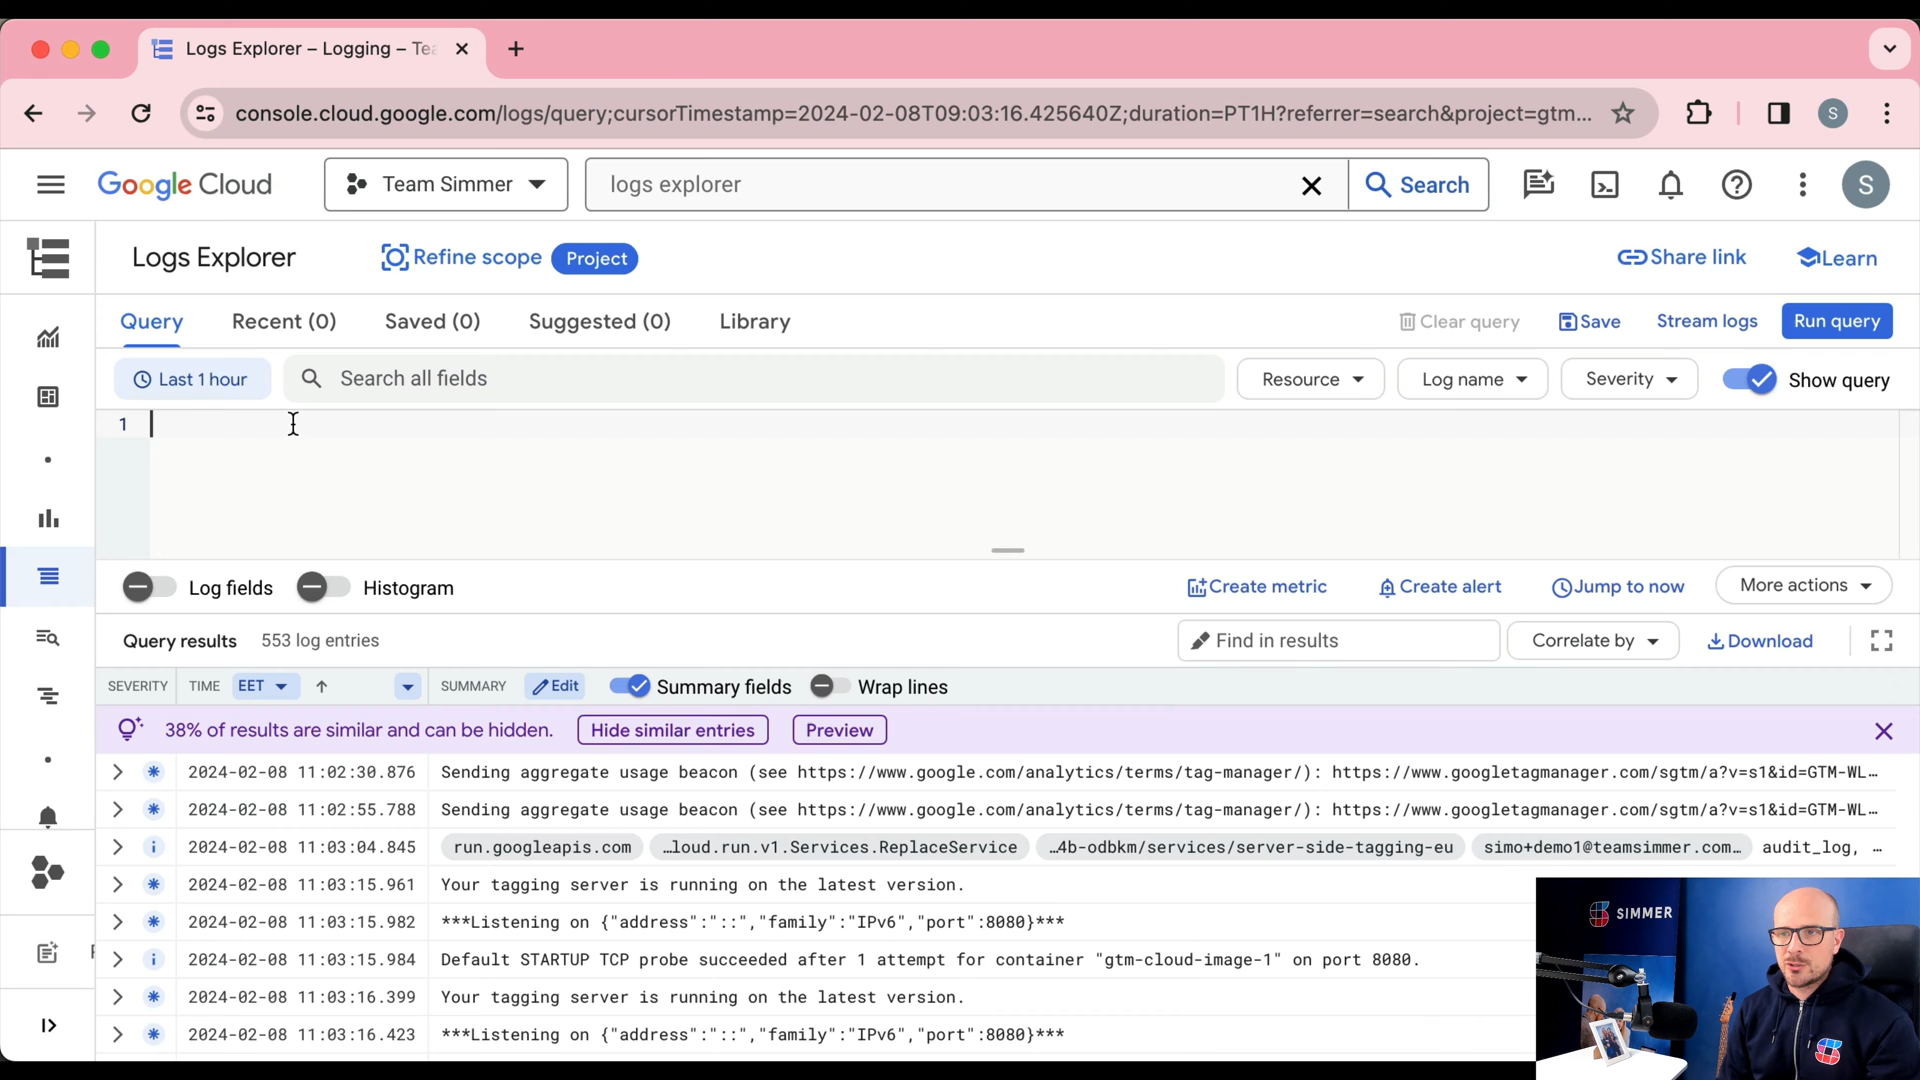 Logs Explorer – Logging – Tea
console.cloud.google.com/logs/query;cursorTimestamp=2024-02-08T09:03:16.425640Z;duration=PT1H?referrer=search&project=gtm...
S
Google Cloud
Team Simmer
logs explorer
Search
S
Logs Explorer
Refine scope
Project
Share link
Learn
Query
Recent (0)
Saved (0)
Suggested (0)
Library
Clear query
Save
Stream logs
Run query
Last 1 hour
Search all fields
Resource
Log name
Severity
Show query
1
Log fields
Histogram
Create metric
Create alert
Jump to now
More actions
Query results
553 log entries
Find in results
Correlate by
Download
SEVERITY
TIME
EET
SUMMARY
Edit
Summary fields
Wrap lines
38% of results are similar and can be hidden.
Hide similar entries
Preview
2024-02-08 11:02:30.876 Sending aggregate usage beacon (see https://www.google.com/analytics/terms/tag-manager/): https://www.googletagmanager.com/sgtm/a?v=s1&id=GTM-WL…
2024-02-08 11:02:55.788 Sending aggregate usage beacon (see https://www.google.com/analytics/terms/tag-manager/): https://www.googletagmanager.com/sgtm/a?v=s1&id=GTM-WL…
2024-02-08 11:03:04.845 run.googleapis.com …loud.run.v1.Services.ReplaceService …4b-odbkm/services/server-side-tagging-eu simo+demo1@teamsimmer.com… audit_log, …
2024-02-08 11:03:15.961 Your tagging server is running on the latest version.
2024-02-08 11:03:15.982 ***Listening on {"address":"::","family":"IPv6","port":8080}***
2024-02-08 11:03:15.984 Default STARTUP TCP probe succeeded after 1 attempt for container "gtm-cloud-image-1" on port 8080.
2024-02-08 11:03:16.399 Your tagging server is running on the latest version.
2024-02-08 11:03:16.423 ***Listening on {"address":"::","family":"IPv6","port":8080}***
SIMMER